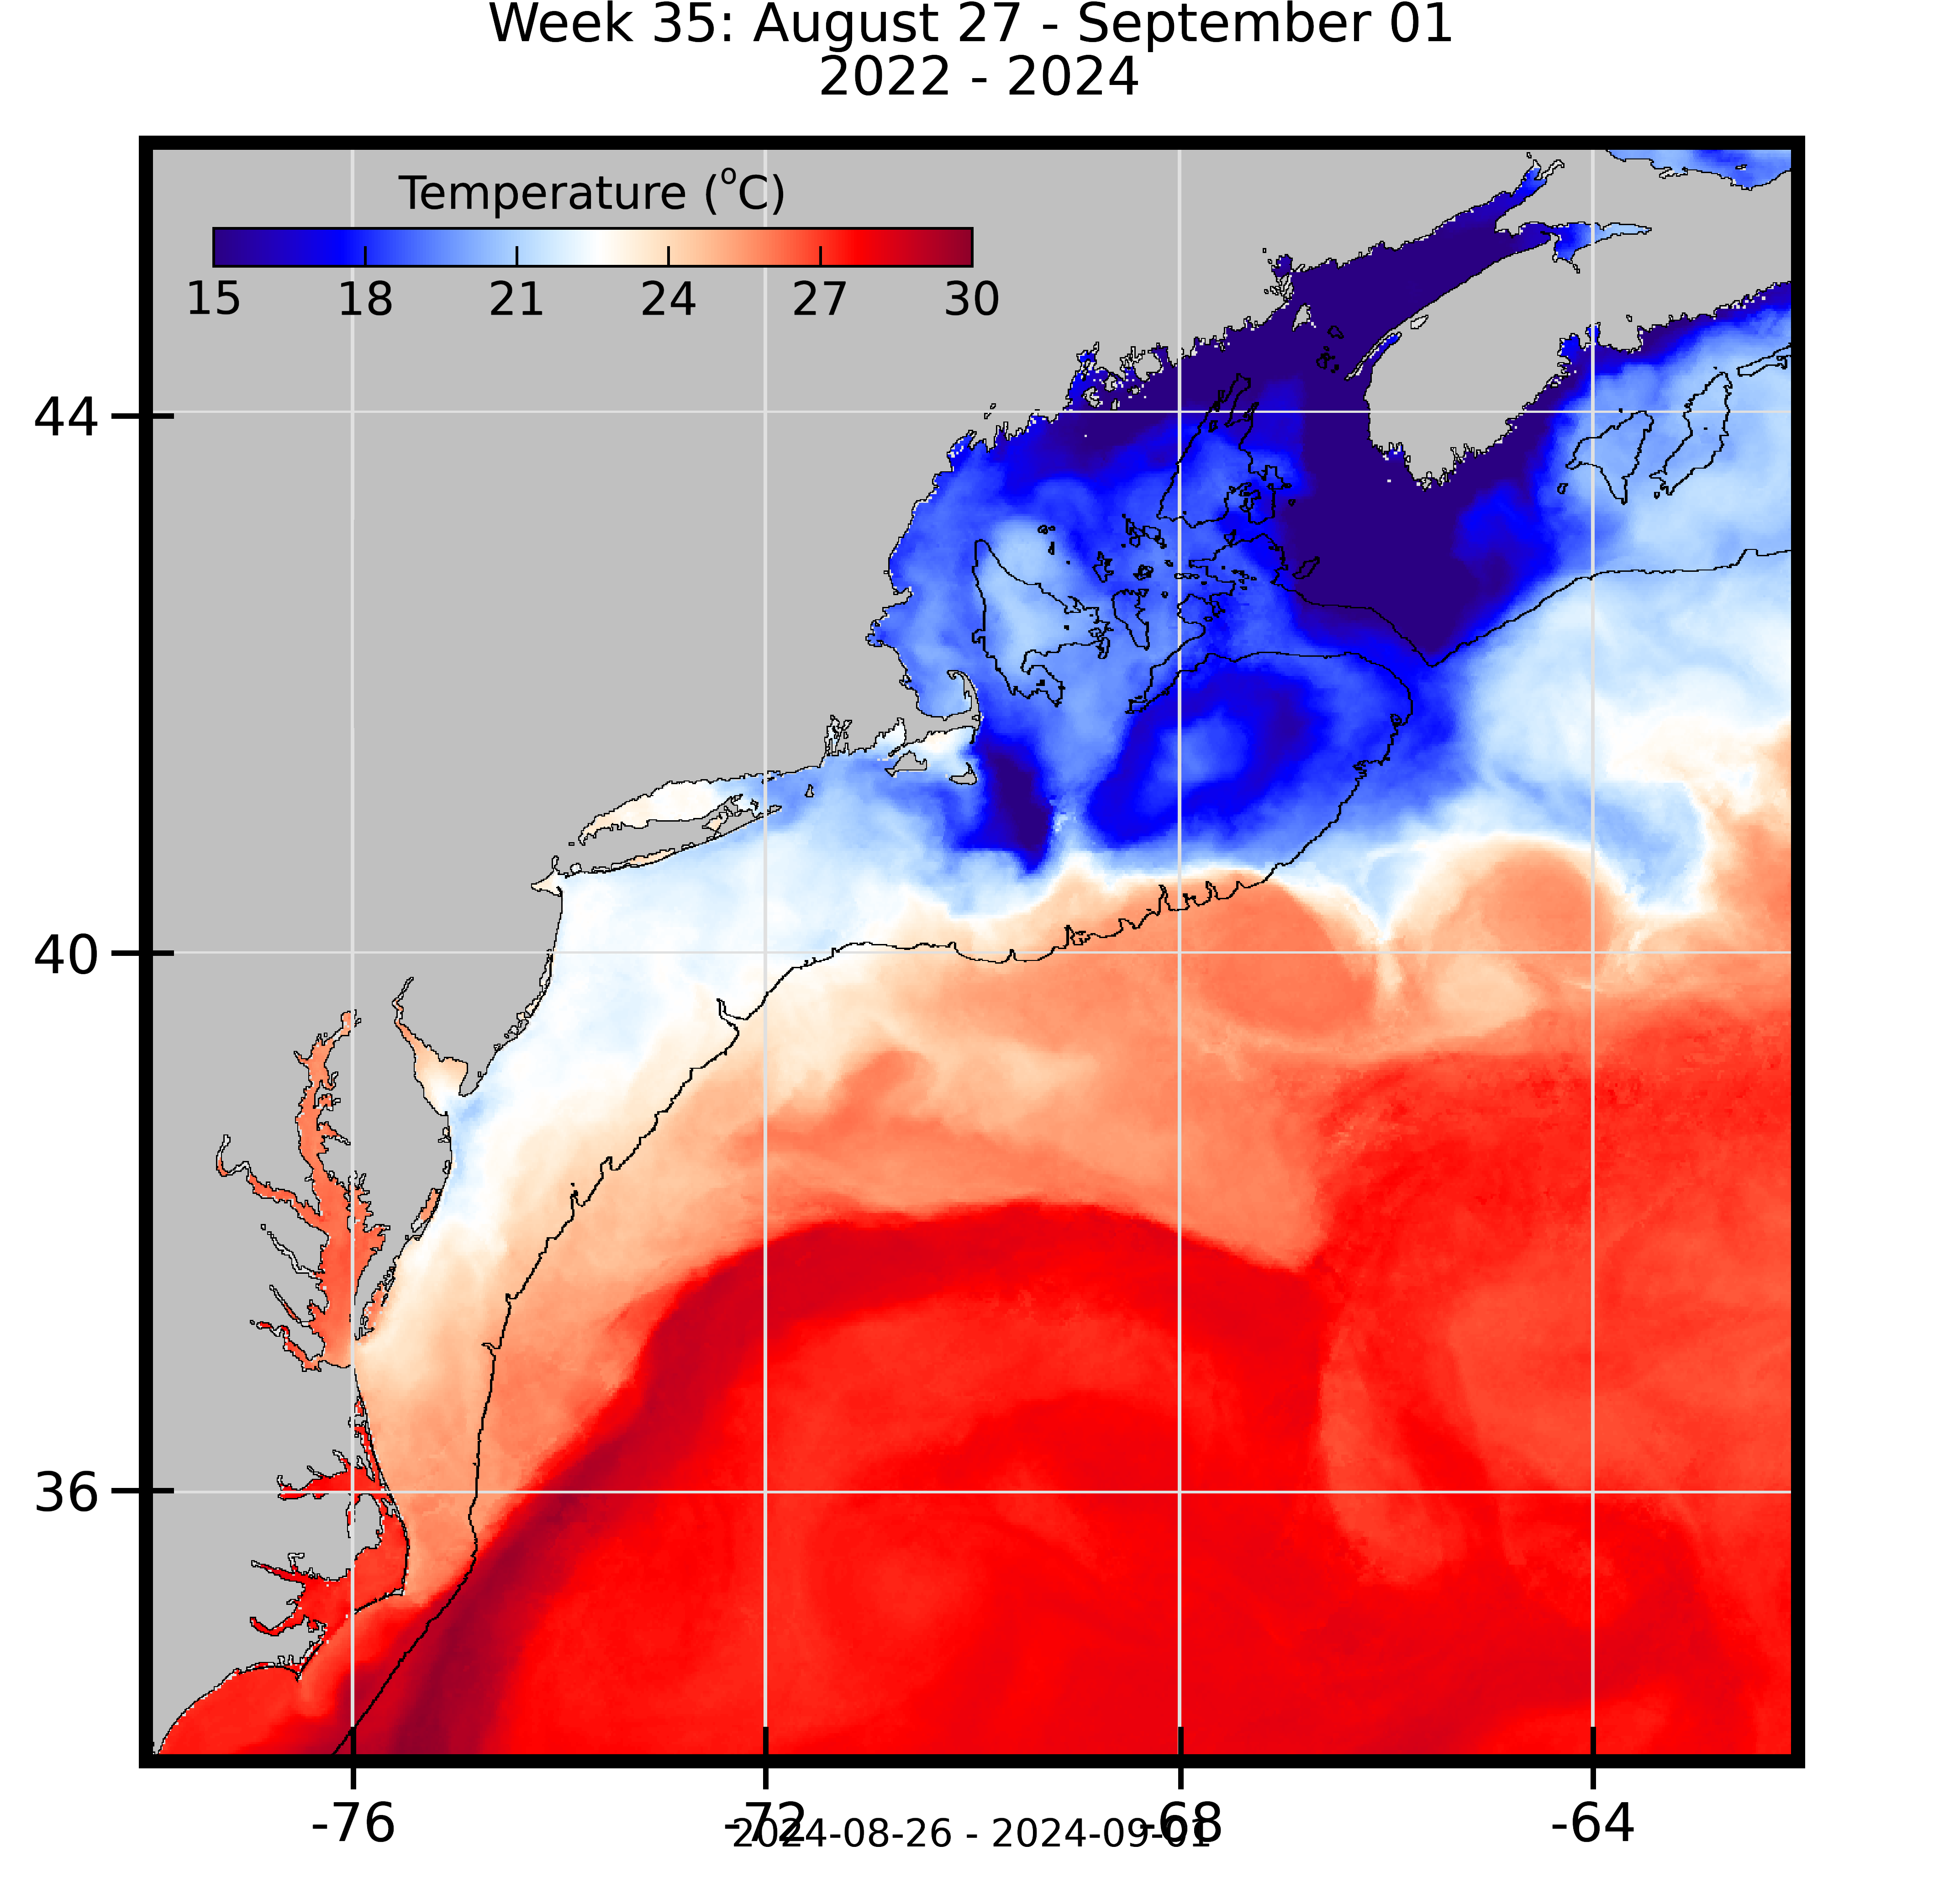 Week 35: August 27 - September 01
2022 - 2024
Temperature (°C)
15 18 21 24 27 30
44
40
36
-76 -72 -68 -64
2024-08-26 - 2024-09-01